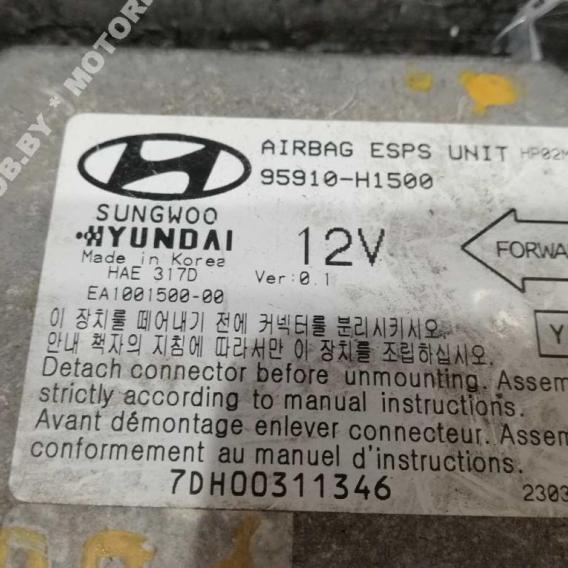 AIRBAG ESPS UNIT HP02M
95910-H1500
SUNGWOO
HYUNDAI
Made in Korea
HAE 317D
12V
Ver:0.1
FORWA
EA1001500-00
Y
이 장치를 떼어내기 전에 커넥터를 분리시키시오.
안내 책자의 지침에 따라서만 이 장치를 조립하십시오.
Detach connector before unmounting. Assem
strictly according to manual instructions.
Avant démontage enlever connecteur. Assem
conformement au manuel d'instructions.
7DH00311346
2303
OB.BY * MOTOR